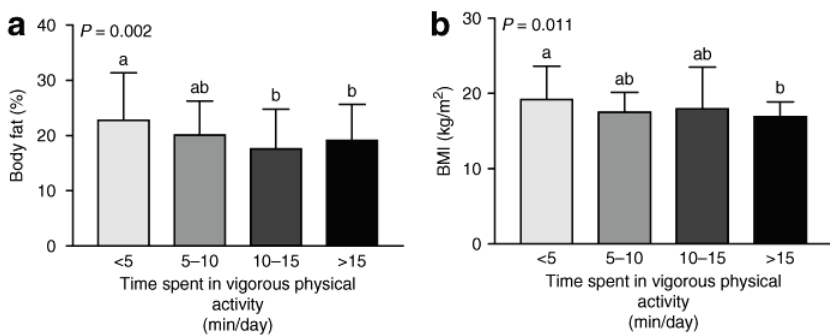 a
P = 0.002
40
30
20
10
0
Body fat (%)
a
ab
b
b
<5
5–10
10–15
>15
Time spent in vigorous physical
activity
(min/day)
b
P = 0.011
30
20
10
0
BMI (kg/m²)
a
ab
ab
b
<5
5–10
10–15
>15
Time spent in vigorous physical
activity
(min/day)